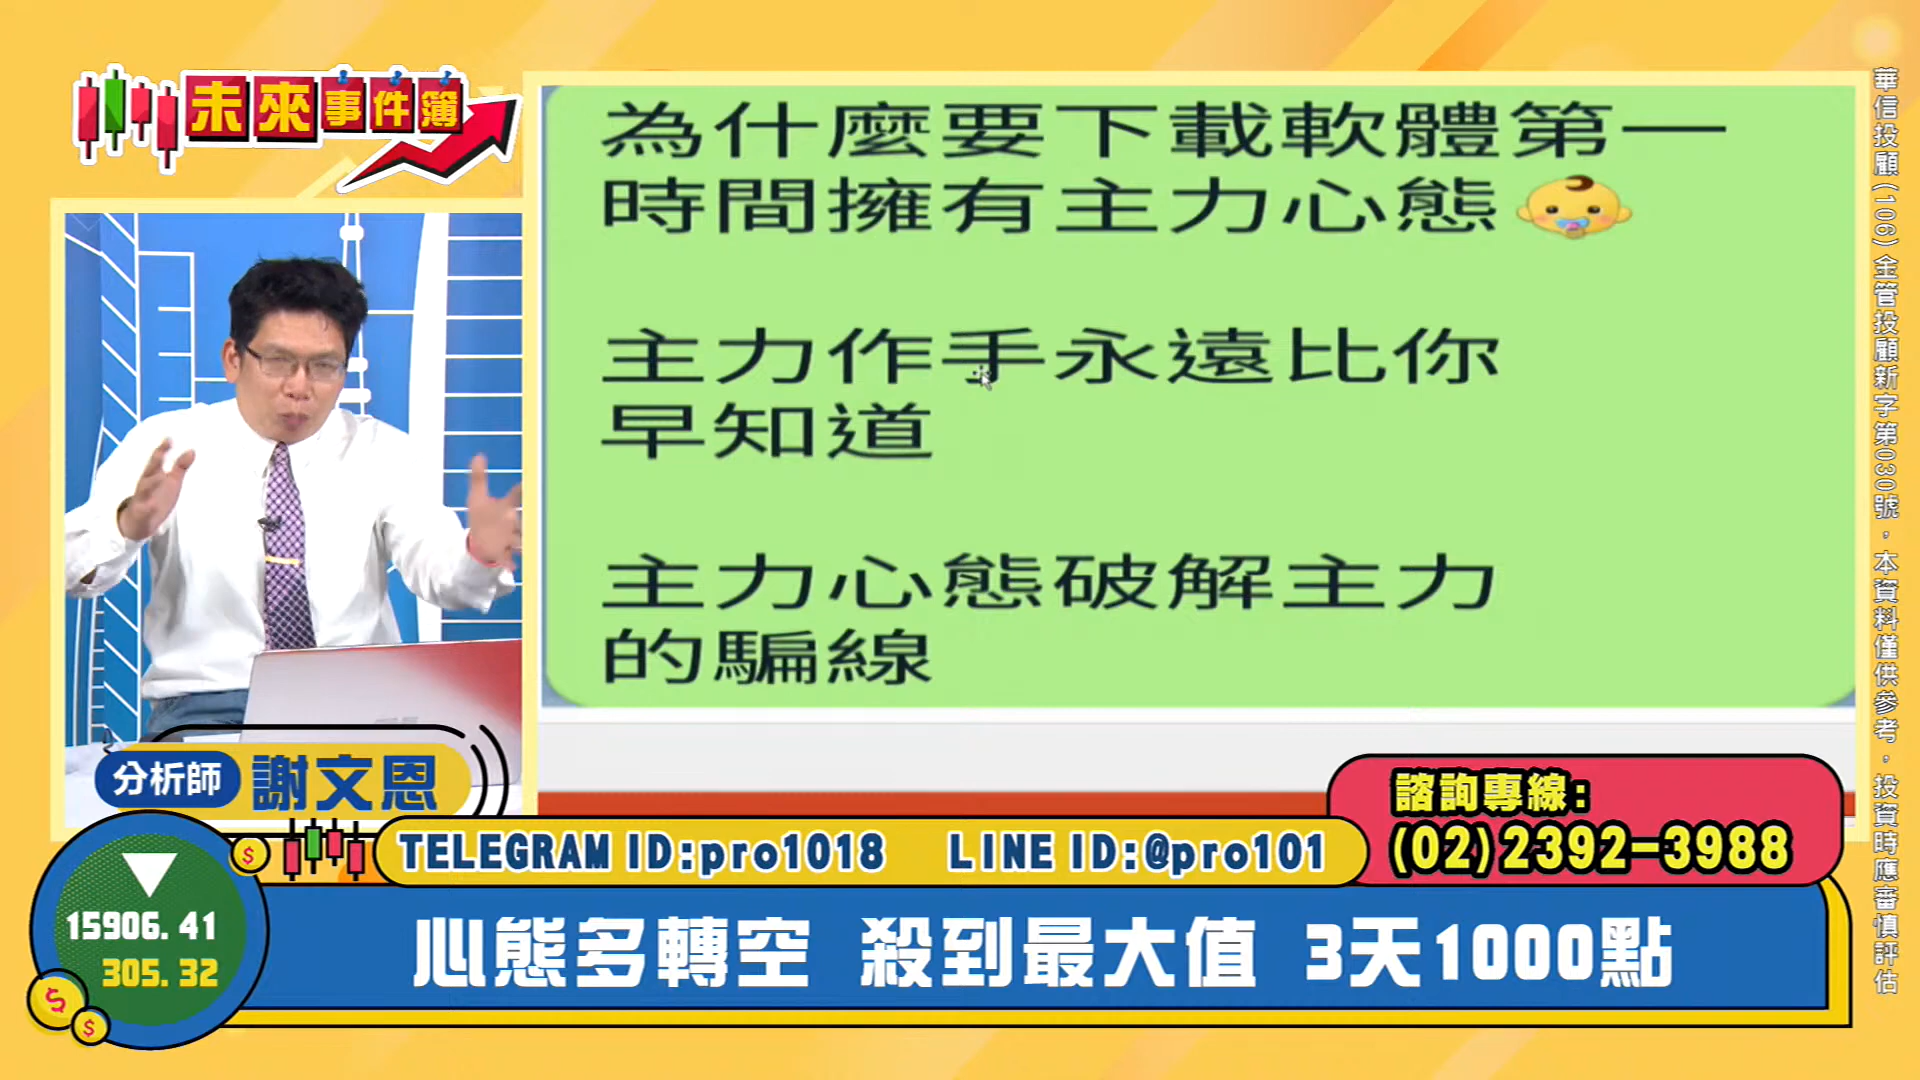 未來事件簿
為什麼要下載軟體第一
時間擁有主力心態
主力作手永遠比你
早知道
主力心態破解主力
的騙線
分析師 謝文恩
TELEGRAM ID:pro1018 LINE ID:@pro101
諮詢專線:
(02)2392-3988
15906.41
305.32
心態多轉空 殺到最大值 3天1000點
華信投顧(106)金管投顧新字第030號，本資料僅供參考，投資時應審慎評估